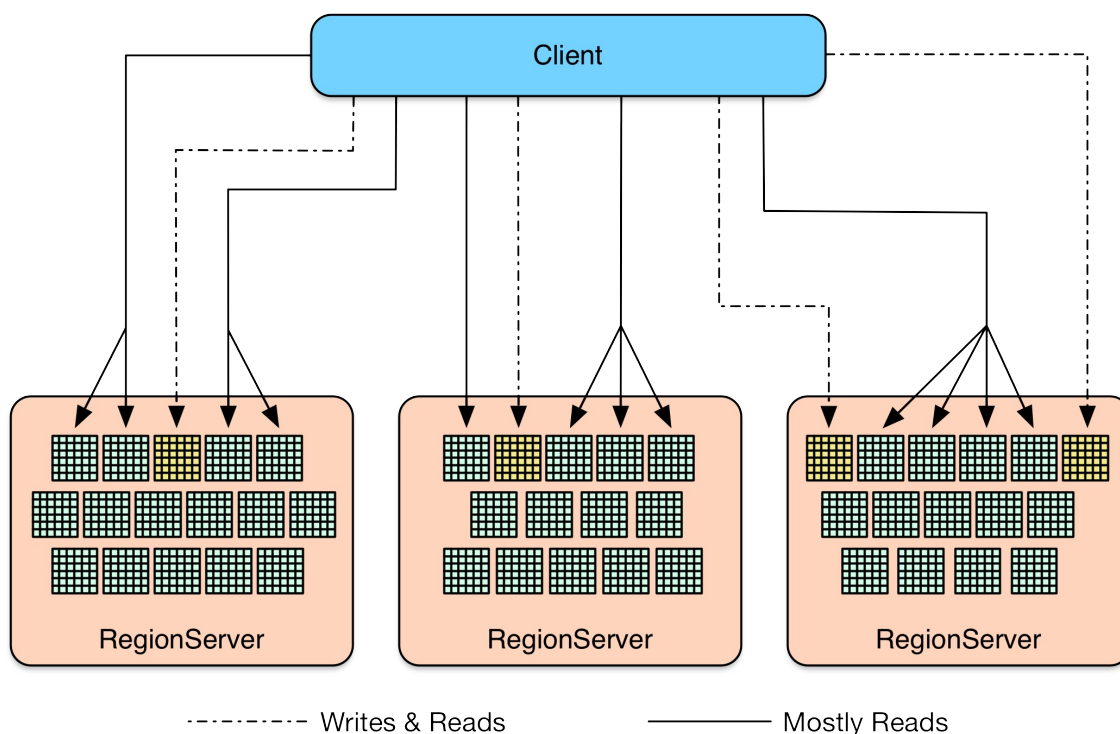 Client
RegionServer
RegionServer
RegionServer
Writes & Reads
Mostly Reads